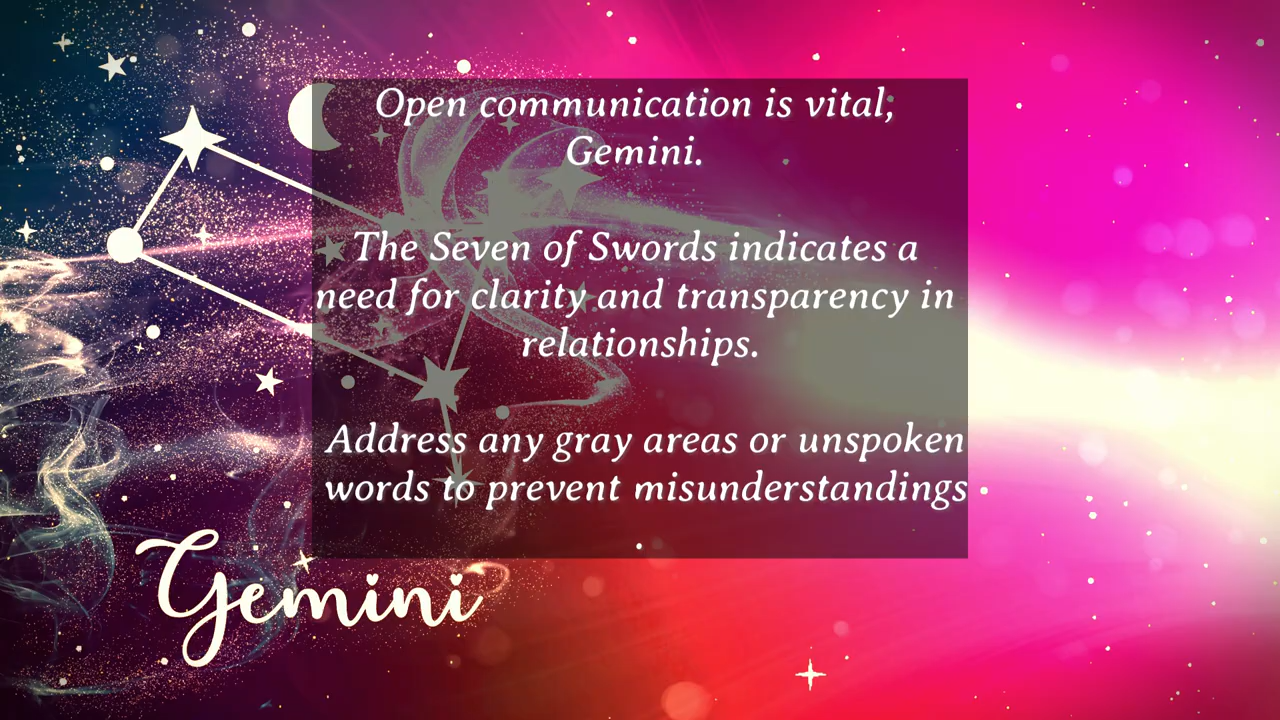 Open communication is vital,
Gemini.
The Seven of Swords indicates a
need for clarity and transparency in
relationships.
Address any gray areas or unspoken
words to prevent misunderstandings
Gemini